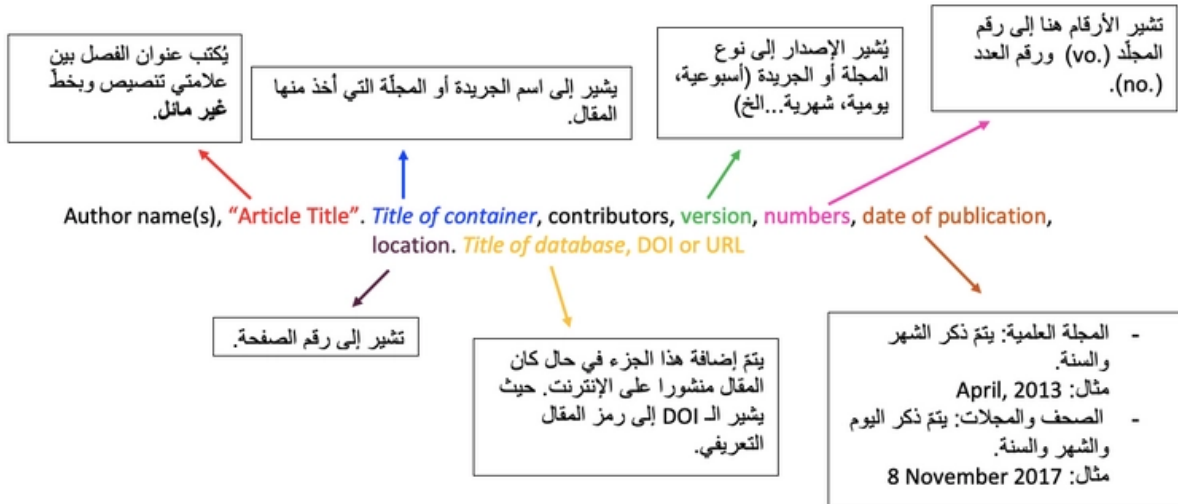 يُكتب عنوان الفصل بين
علامتي تنصيص وبخطّ
غير مائل.
يشير إلى اسم الجريدة أو المجلّة التي أخذ منها
المقال.
يُشير الإصدار إلى نوع
المجلة أو الجريدة (أسبوعية،
يومية، شهرية...الخ)
تشير الأرقام هنا إلى رقم
المجلّد (vo.) ورقم العدد
(no.).
Author name(s), “Article Title”. Title of container, contributors, version, numbers, date of publication,
location. Title of database, DOI or URL
تشير إلى رقم الصفحة.
يتمّ إضافة هذا الجزء في حال كان
المقال منشورا على الإنترنت. حيث
يشير الـ DOI إلى رمز المقال
التعريفي.
- المجلة العلمية: يتمّ ذكر الشهر
والسنة.
مثال: April, 2013
- الصحف والمجلات: يتمّ ذكر اليوم
والشهر والسنة.
مثال: 8 November 2017